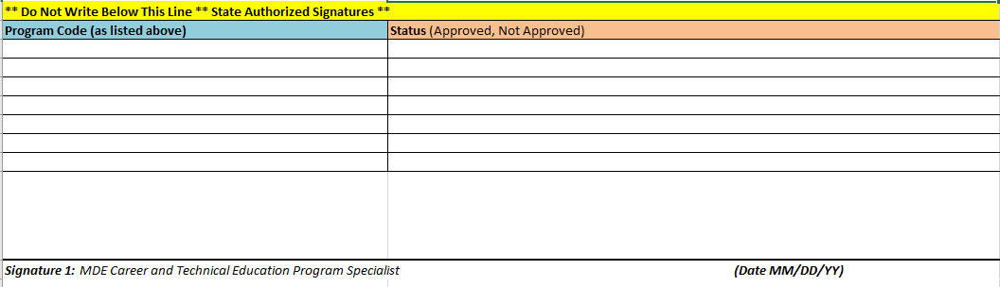 ** Do Not Write Below This Line ** State Authorized Signatures **
Program Code (as listed above) Status (Approved, Not Approved)
Signature 1: MDE Career and Technical Education Program Specialist (Date MM/DD/YY)